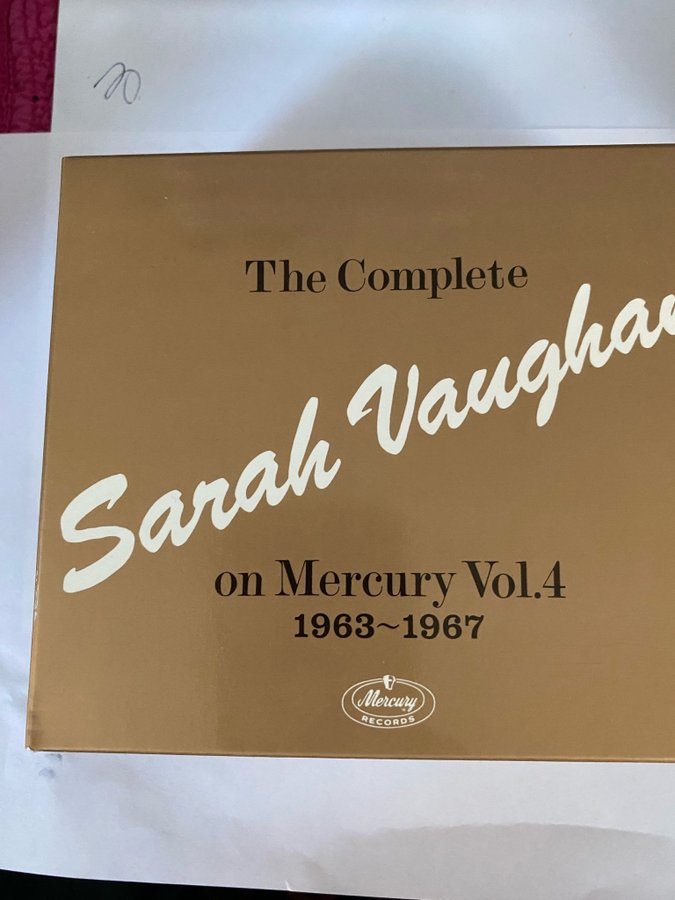 The Complete
Sarah Vaughan
on Mercury Vol.4
1963~1967
Mercury
RECORDS